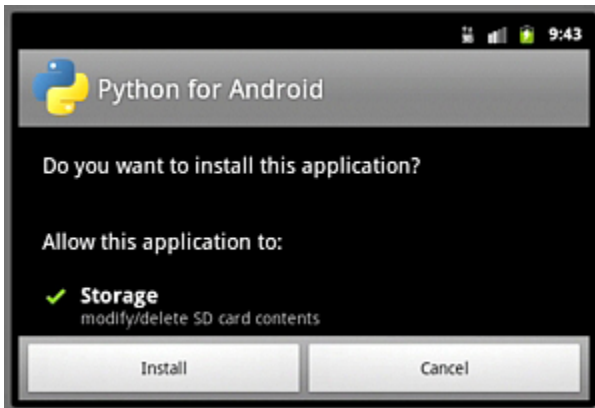 9:43
Python for Android
Do you want to install this application?
Allow this application to:
Storage
modify/delete SD card contents
Install
Cancel